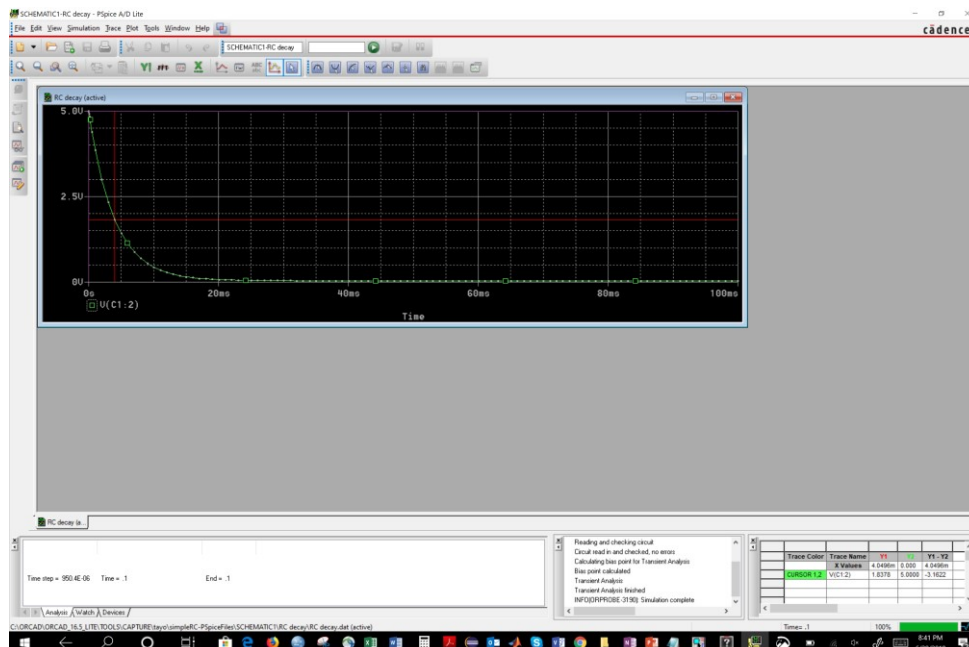 SCHEMATIC1-RC decay - PSpice A/D Lite
File Edit View Simulation Trace Plot Tools Window Help
cādence
SCHEMATIC1-RC decay
RC decay (active)
5.0V
2.5V
0V
0s 20ms 40ms 60ms 80ms 100ms
V(C1:2)
Time
RC decay (a...
Time step = 950.4E-06 Time = .1 End = .1
Analysis Watch Devices
Reading and checking circuit
Circuit read in and checked, no errors
Calculating bias point for Transient Analysis
Bias point calculated
Transient Analysis
Transient Analysis finished
INFO(ORPROBE-3190): Simulation complete
Trace Color Trace Name Y1 Y2 Y1 - Y2
X Values 4.0496m 0.000 4.0496m
CURSOR 1,2 V(C1:2) 1.8378 5.0000 -3.1622
C:\ORCAD\ORCAD_16.5_LITE\TOOLS\CAPTURE\tayo\simpleRC-PSpiceFiles\SCHEMATIC1\RC decay\RC decay.dat (active)
Time= .1 100%
8:41 PM